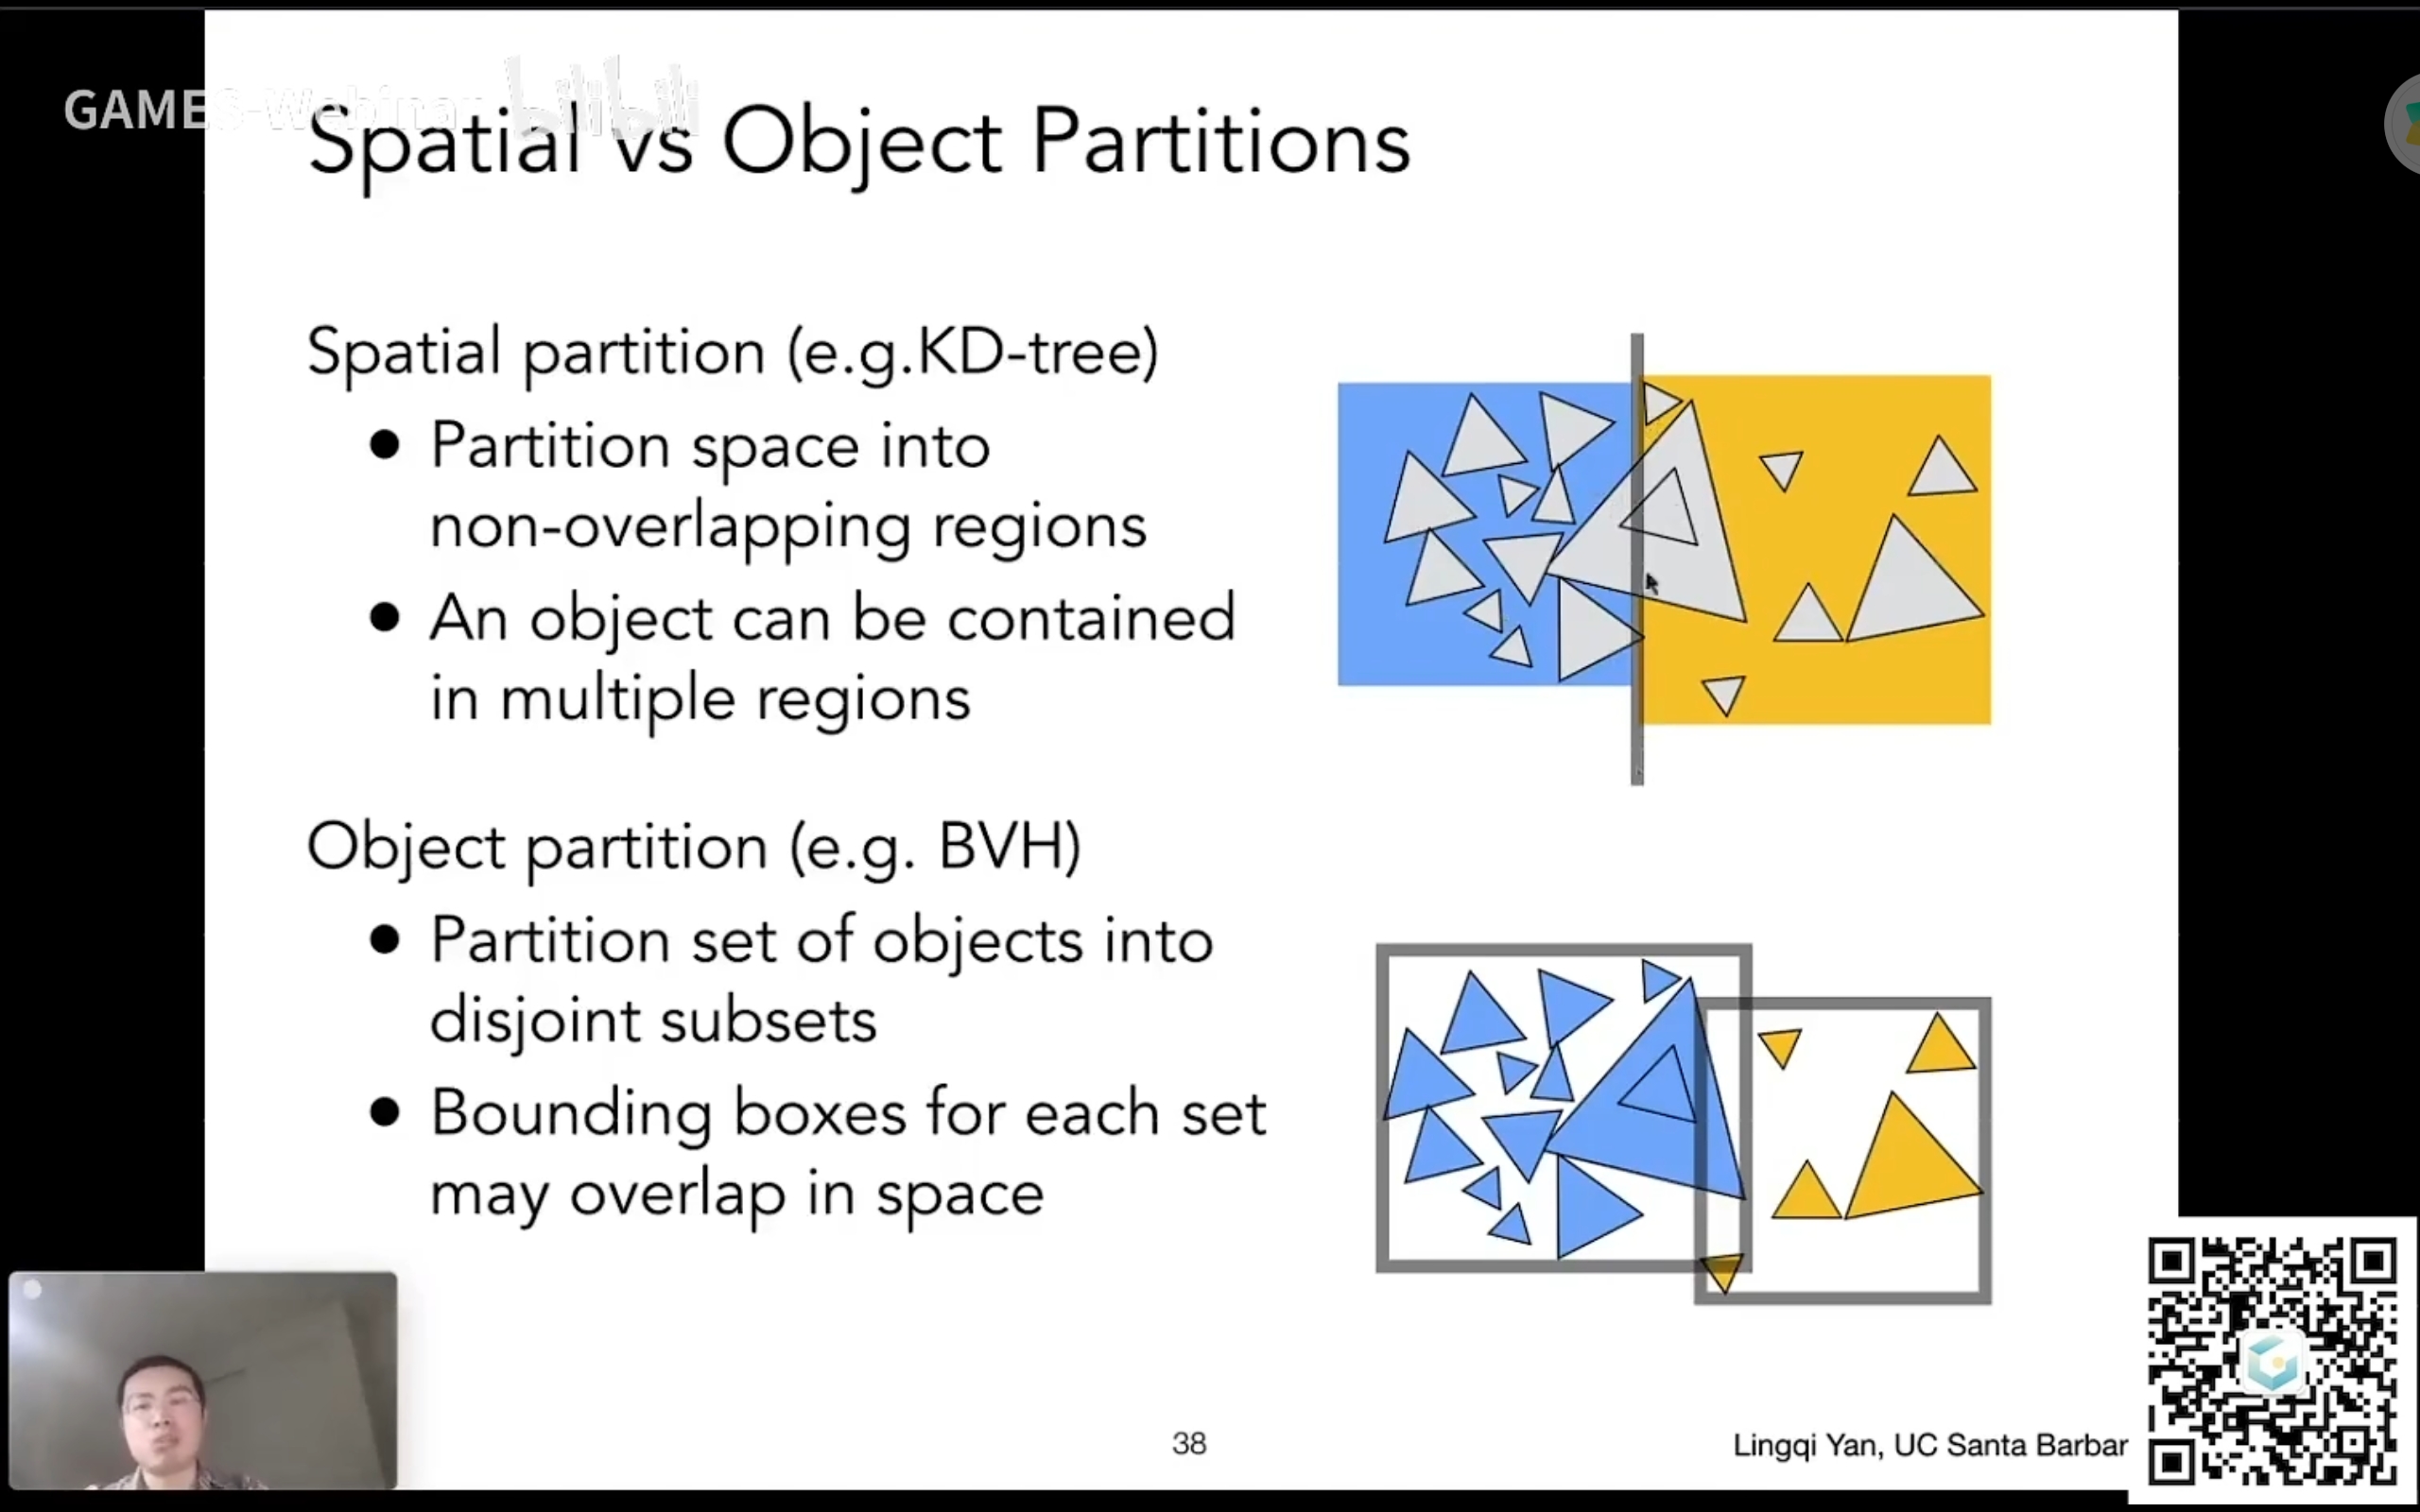 GAMES-Webinar bilibili
Spatial vs Object Partitions
Spatial partition (e.g.KD-tree)
● Partition space into
non-overlapping regions
● An object can be contained
in multiple regions
Object partition (e.g. BVH)
● Partition set of objects into
disjoint subsets
● Bounding boxes for each set
may overlap in space
38
Lingqi Yan, UC Santa Barbar